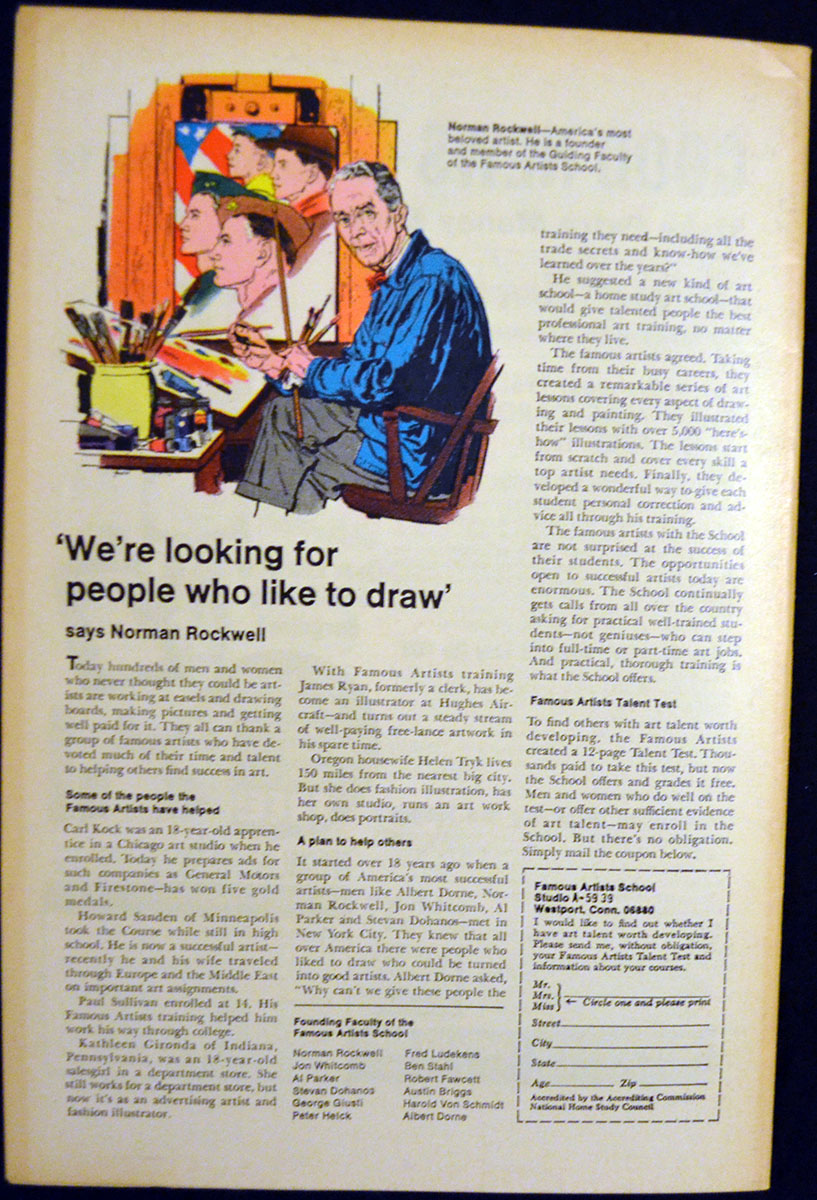 Norman Rockwell—America's most
beloved artist. He is a founder
and member of the Guiding Faculty
of the Famous Artists School.
'We're looking for
people who like to draw'
says Norman Rockwell
Today hundreds of men and women
who never thought they could be art-
ists are working at easels and drawing
boards, making pictures and getting
well paid for it. They all can thank a
group of famous artists who have de-
voted much of their time and talent
to helping others find success in art.
Some of the people the
Famous Artists have helped
Carl Kock was an 18-year-old appren-
tice in a Chicago art studio when he
enrolled. Today he prepares ads for
such companies as General Motors
and Firestone—has won five gold
medals.
Howard Sanden of Minneapolis
took the Course while still in high
school. He is now a successful artist—
recently he and his wife traveled
through Europe and the Middle East
on important art assignments.
Paul Sullivan enrolled at 14. His
Famous Artists training helped him
work his way through college.
Kathleen Gironda of Indiana,
Pennsylvania, was an 18-year-old
salesgirl in a department store. She
still works for a department store, but
now it's as an advertising artist and
fashion illustrator.
With Famous Artists training
James Ryan, formerly a clerk, has be-
come an illustrator at Hughes Air-
craft—and turns out a steady stream
of well-paying free-lance artwork in
his spare time.
Oregon housewife Helen Tryk lives
150 miles from the nearest big city.
But she does fashion illustration, has
her own studio, runs an art work
shop, does portraits.
A plan to help others
It started over 18 years ago when a
group of America's most successful
artists—men like Albert Dorne, Nor-
man Rockwell, Jon Whitcomb, Al
Parker and Stevan Dohanos—met in
New York City. They knew that all
over America there were people who
liked to draw who could be turned
into good artists. Albert Dorne asked,
"Why can't we give these people the
Founding Faculty of the
Famous Artists School
Norman Rockwell
Jon Whitcomb
Al Parker
Stevan Dohanos
George Giusti
Peter Helck
Fred Ludekens
Ben Stahl
Robert Fawcett
Austin Briggs
Harold Von Schmidt
Albert Dorne
training they need—including all the
trade secrets and know-how we've
learned over the years?"
He suggested a new kind of art
school—a home study art school—that
would give talented people the best
professional art training, no matter
where they live.
The famous artists agreed. Taking
time from their busy careers, they
created a remarkable series of art
lessons covering every aspect of draw-
ing and painting. They illustrated
their lessons with over 5,000 "here's-
how" illustrations. The lessons start
from scratch and cover every skill a
top artist needs. Finally, they de-
veloped a wonderful way to give each
student personal correction and ad-
vice all through his training.
The famous artists with the School
are not surprised at the success of
their students. The opportunities
open to successful artists today are
enormous. The School continually
gets calls from all over the country
asking for practical well-trained stu-
dents—not geniuses—who can step
into full-time or part-time art jobs.
And practical, thorough training is
what the School offers.
Famous Artists Talent Test
To find others with art talent worth
developing, the Famous Artists
created a 12-page Talent Test. Thou-
sands paid to take this test, but now
the School offers and grades it free.
Men and women who do well on the
test—or offer other sufficient evidence
of art talent—may enroll in the
School. But there's no obligation.
Simply mail the coupon below.
Famous Artists School
Studio A-5939
Westport, Conn. 06880
I would like to find out whether I
have art talent worth developing.
Please send me, without obligation,
your Famous Artists Talent Test and
information about your courses.
Mr.
Mrs.
Miss
← Circle one and please print
Street
City
State
Age Zip
Accredited by the Accrediting Commission
National Home Study Council